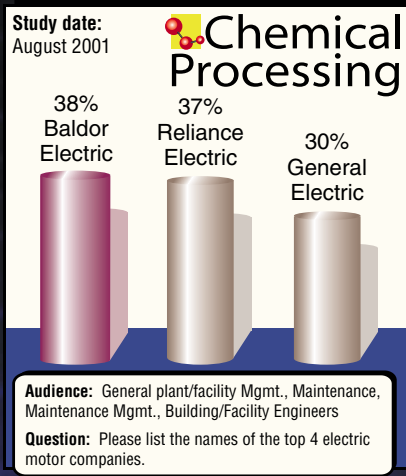 Study date:
August 2001
Chemical
Processing
38%
Baldor
Electric
37%
Reliance
Electric
30%
General
Electric
Audience: General plant/facility Mgmt., Maintenance,
Maintenance Mgmt., Building/Facility Engineers
Question: Please list the names of the top 4 electric
motor companies.